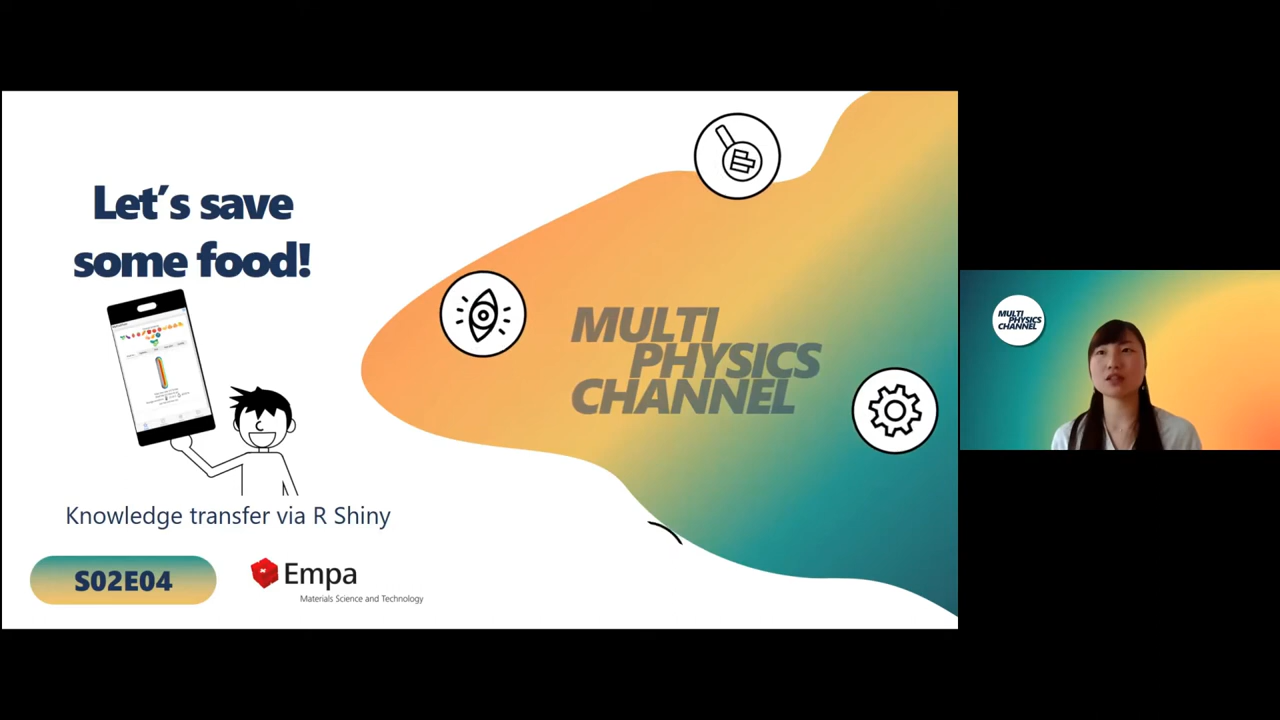 Let´s save
some food!
Knowledge transfer via R Shiny
S02E04
Empa
Materials Science and Technology
MULTI
PHYSICS
CHANNEL
MULTI
PHYSICS
CHANNEL